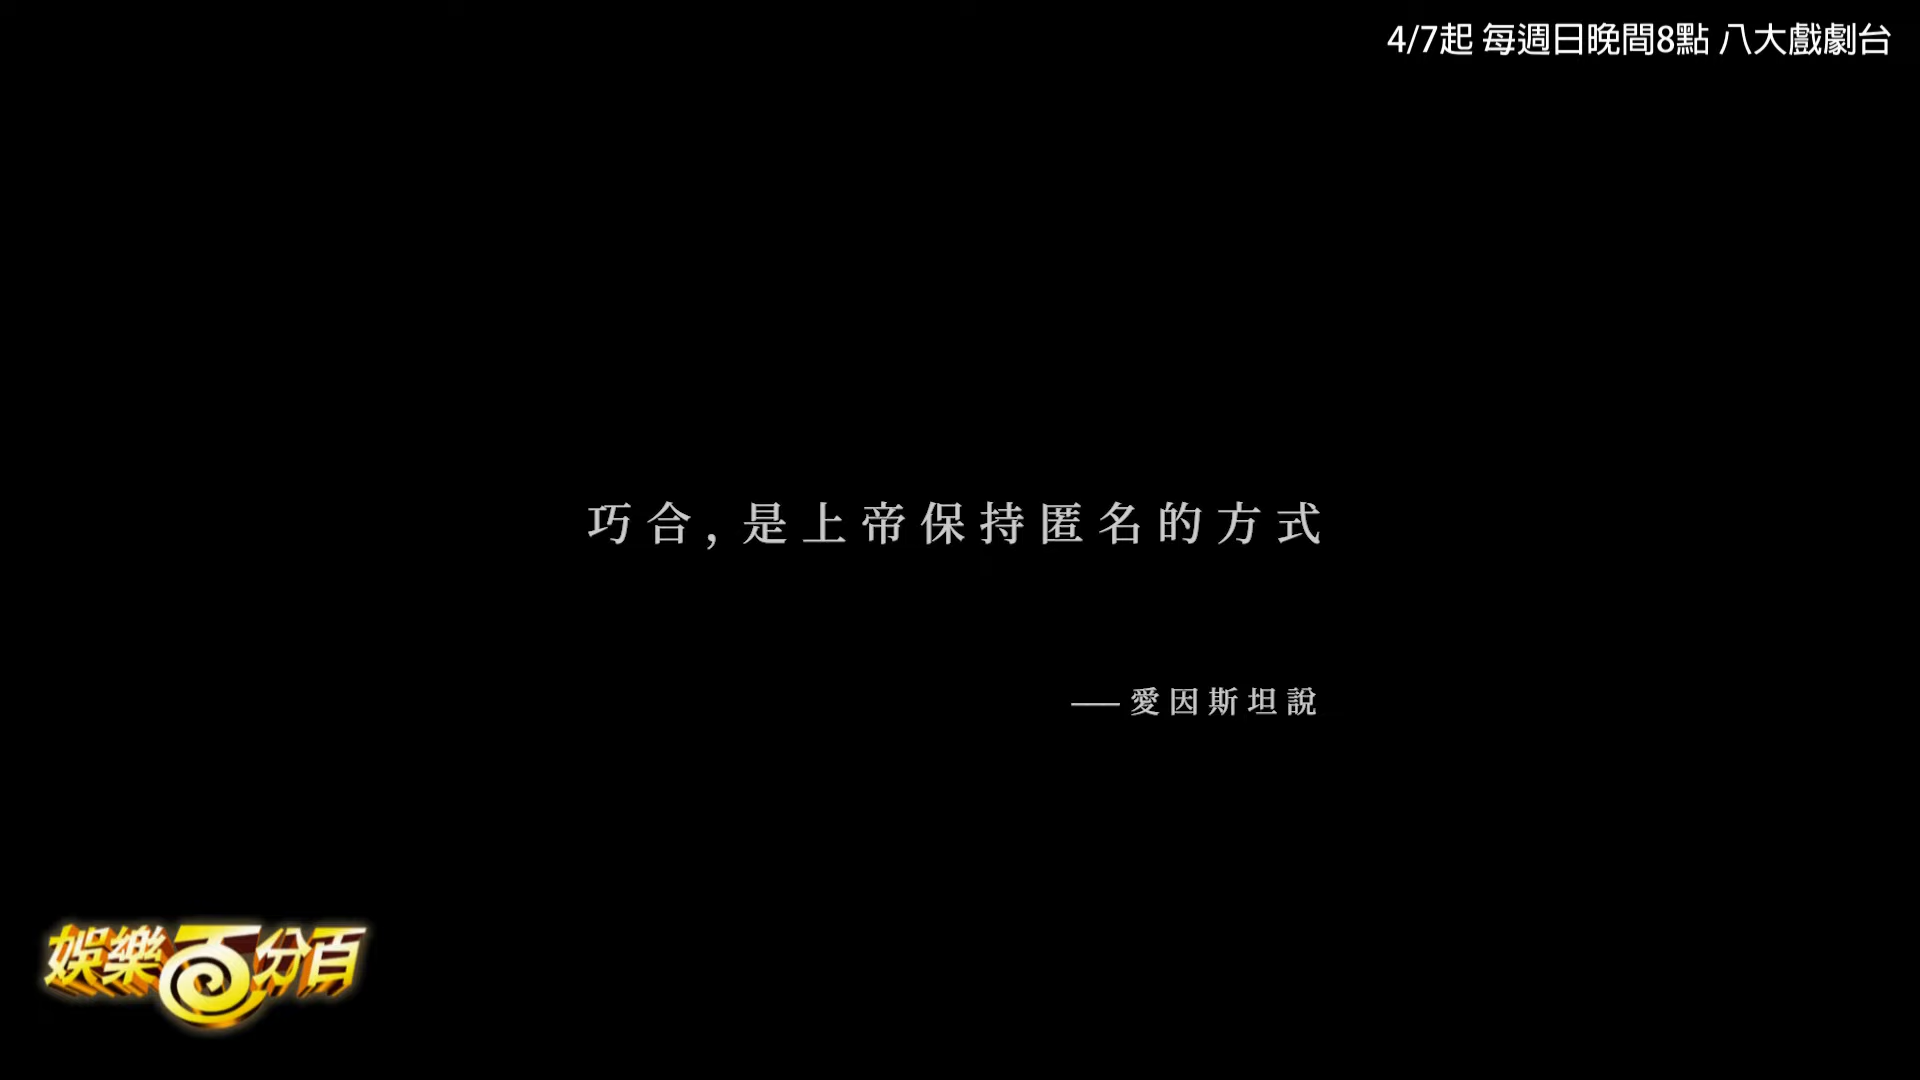 4/7起 每週日晚間8點 八大戲劇台
巧合, 是上帝保持匿名的方式
── 愛因斯坦說
娛樂百分百